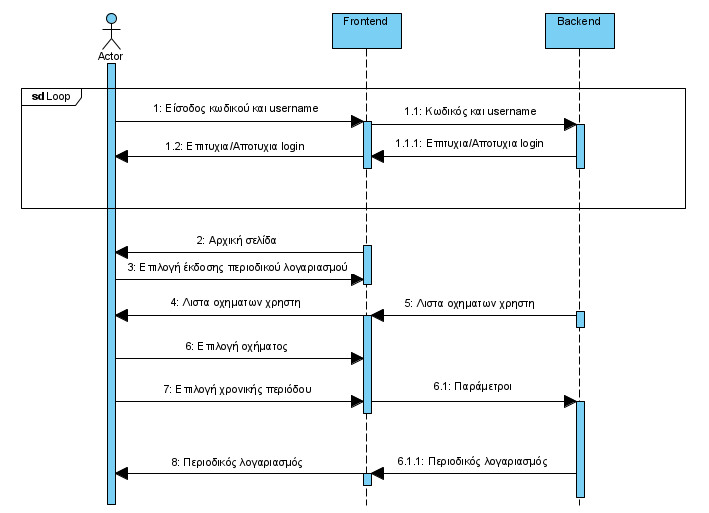 Frontend
Backend
Actor
sd Loop
1: Είσοδος κωδικού και username
1.1: Κωδικός και username
1.2: Επιτυχια/Αποτυχια login
1.1.1: Επιτυχια/Αποτυχια login
2: Αρχική σελίδα
3: Επιλογή έκδοσης περιοδικού λογαριασμού
4: Λιστα οχηματων χρηστη
5: Λιστα οχηματων χρηστη
6: Επιλογή οχήματος
7: Επιλογή χρονικής περιόδου
6.1: Παράμετροι
8: Περιοδικός λογαριασμός
6.1.1: Περιοδικός λογαριασμός